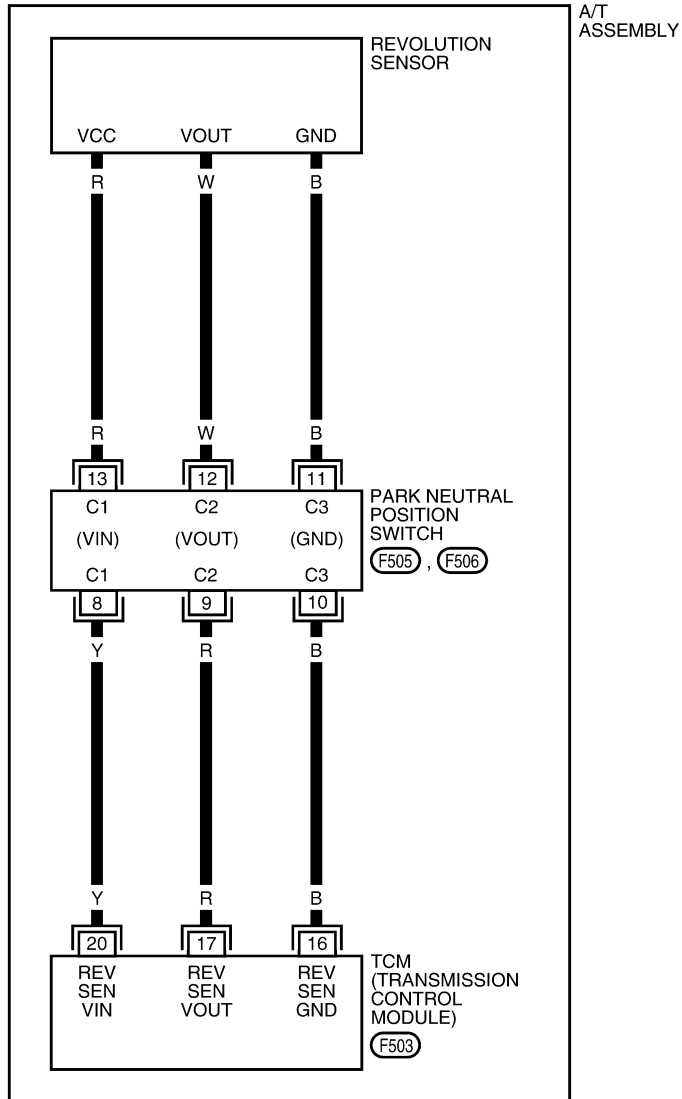 A/T
ASSEMBLY
REVOLUTION
SENSOR
VCC VOUT GND
R W B
R W B
13 12 11
C1 C2 C3
(VIN) (VOUT) (GND)
C1 C2 C3
PARK NEUTRAL
POSITION
SWITCH
F505 , F506
8 9 10
Y R B
Y R B
20 17 16
REV REV REV
SEN SEN SEN
VIN VOUT GND
TCM
(TRANSMISSION
CONTROL
MODULE)
F503